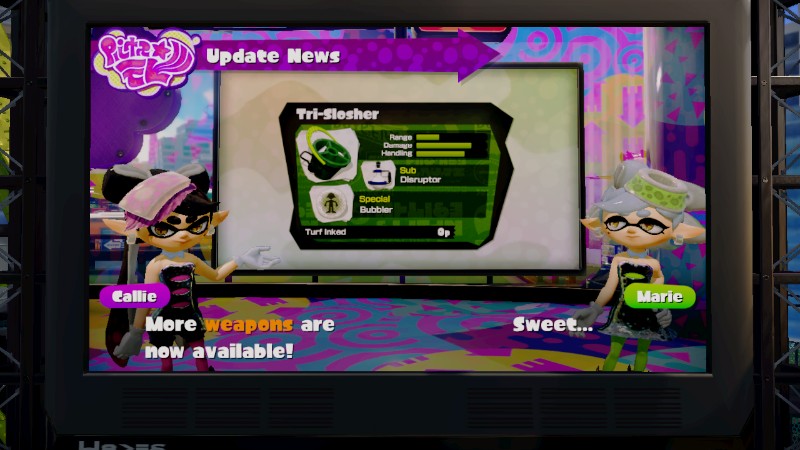 Update News
Tri-Slosher
Range
Damage
Handling
Sub
Disruptor
Special
Bubbler
Turf Inked
0p
Callie
Marie
More weapons are
now available!
Sweet...